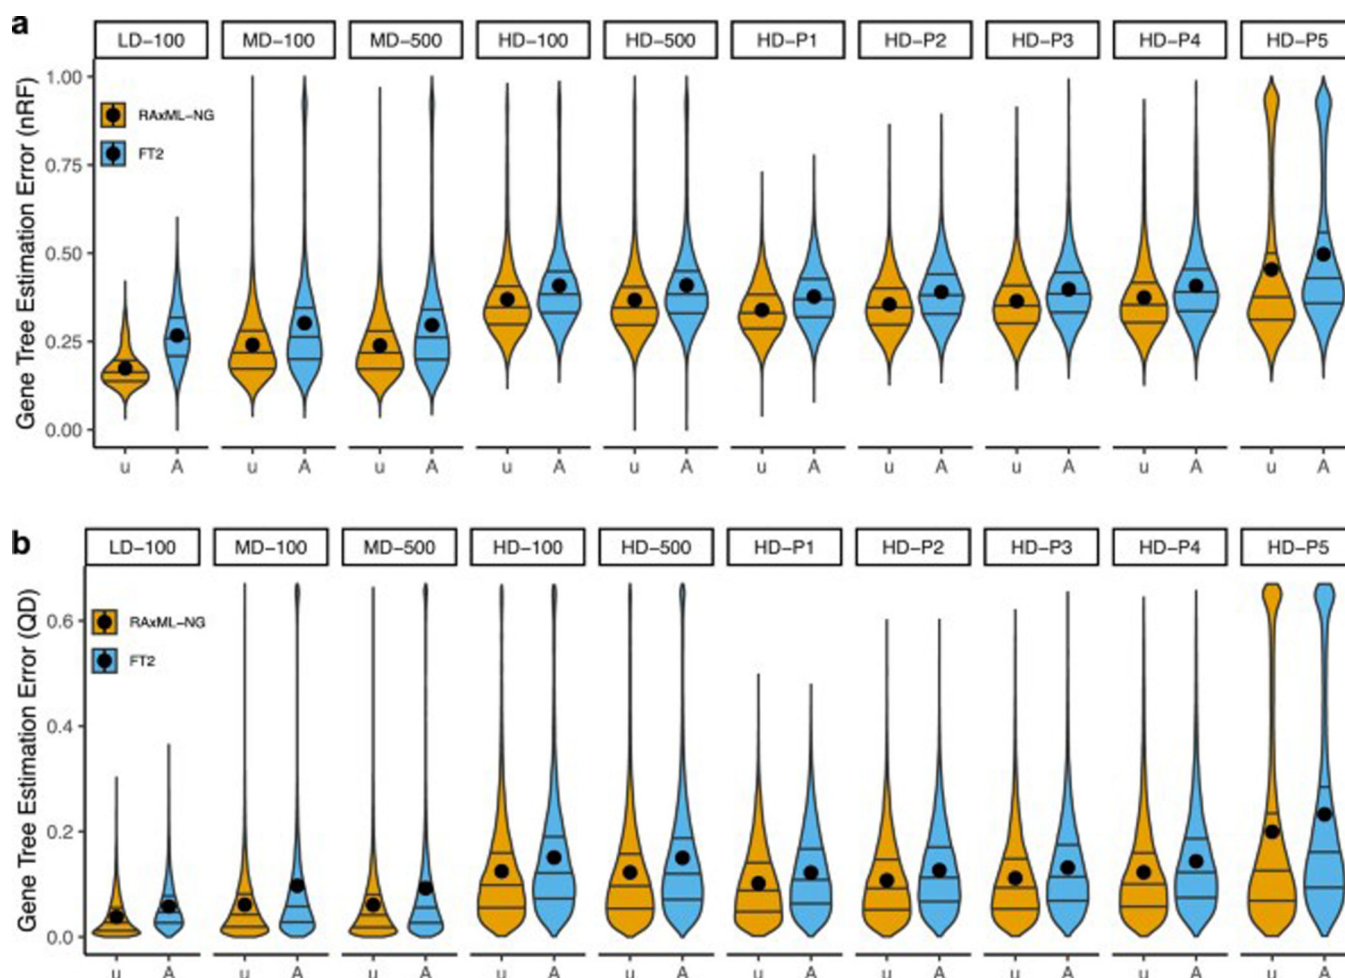 a
LD-100 MD-100 MD-500 HD-100 HD-500 HD-P1 HD-P2 HD-P3 HD-P4 HD-P5
Gene Tree Estimation Error (nRF)
1.00
0.75
0.50
0.25
0.00
RAxML-NG
FT2
u A u A u A u A u A u A u A u A u A u A
b
LD-100 MD-100 MD-500 HD-100 HD-500 HD-P1 HD-P2 HD-P3 HD-P4 HD-P5
Gene Tree Estimation Error (QD)
0.6
0.4
0.2
0.0
RAxML-NG
FT2
u A u A u A u A u A u A u A u A u A u A